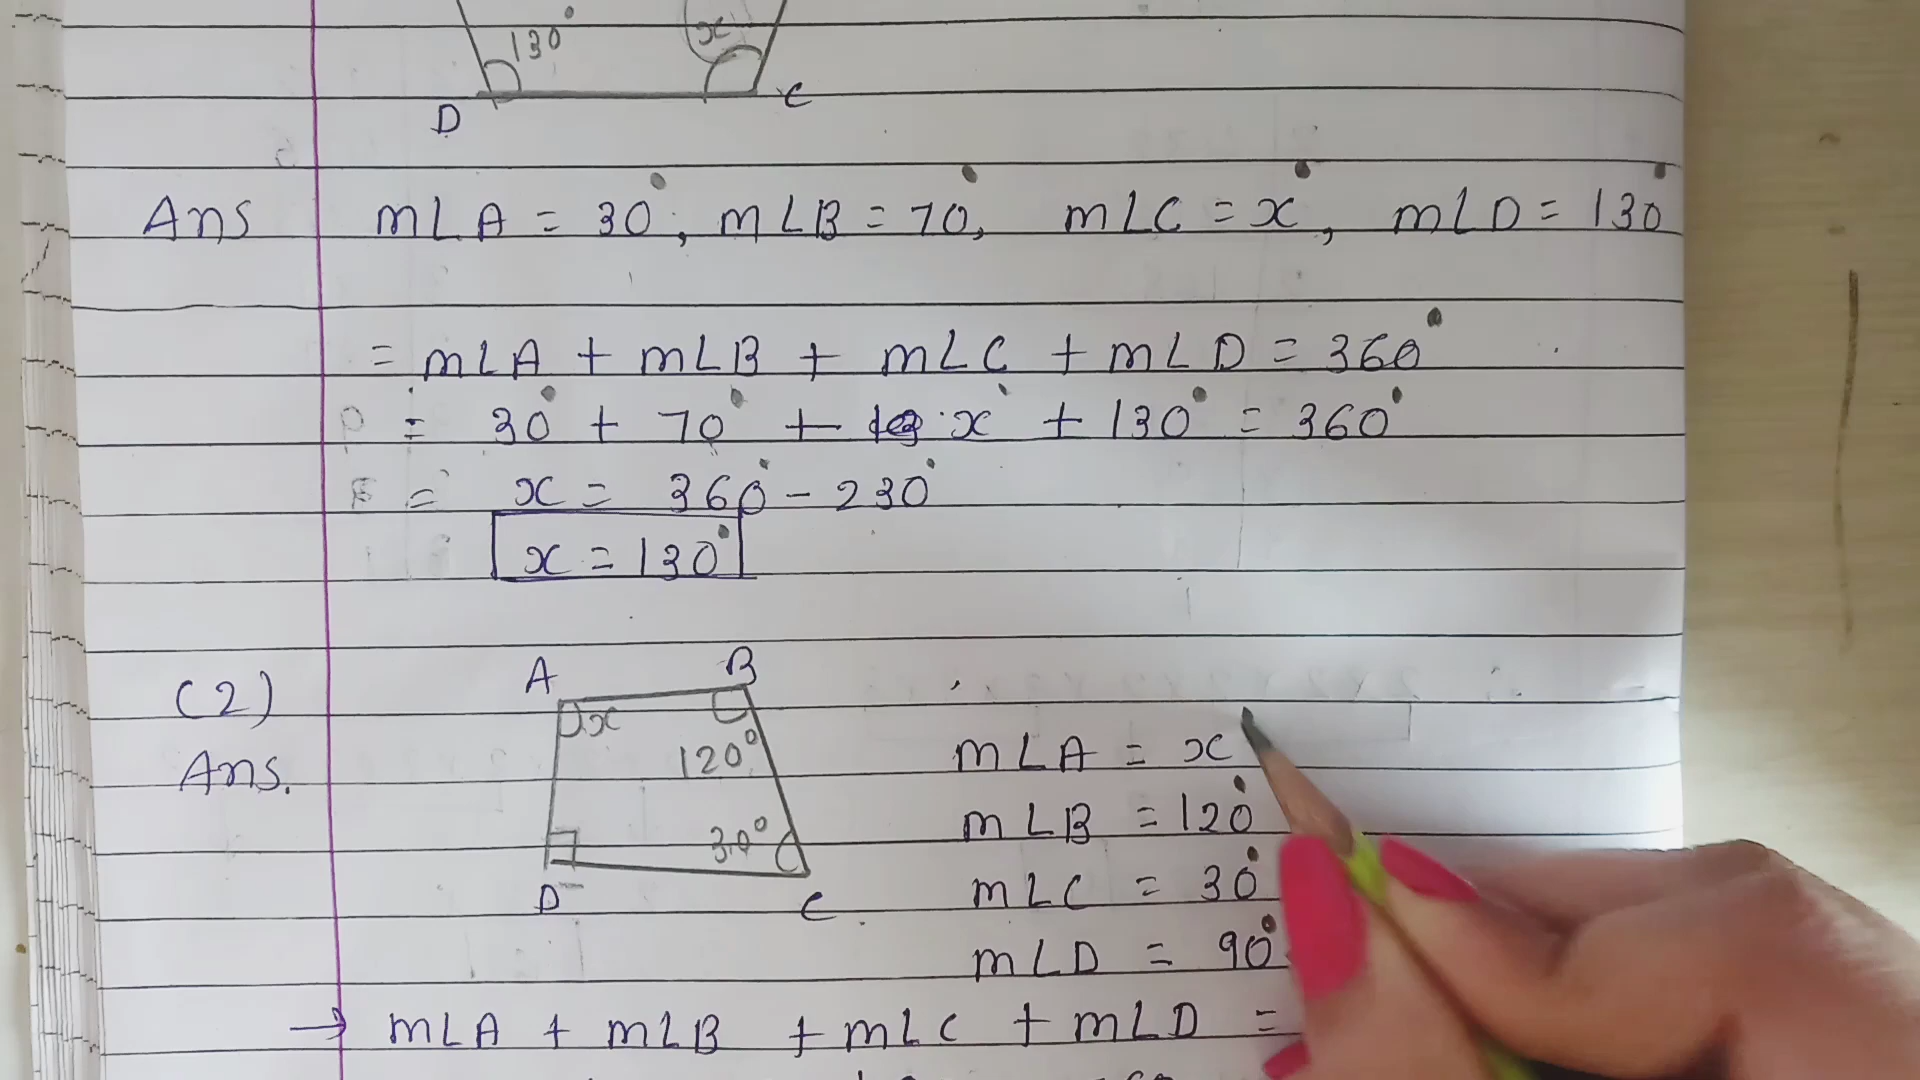 130°
x
D C
Ans m∠A = 30°, m∠B = 70°, m∠C = x°, m∠D = 130°
= m∠A + m∠B + m∠C + m∠D = 360°
= 30° + 70° + x° + 130° = 360°
= x = 360° - 230°
x = 130°
(2) A B
Ans.
x
120°
30°
D C
m∠A = x
m∠B = 120°
m∠C = 30°
m∠D = 90°
→ m∠A + m∠B + m∠C + m∠D =